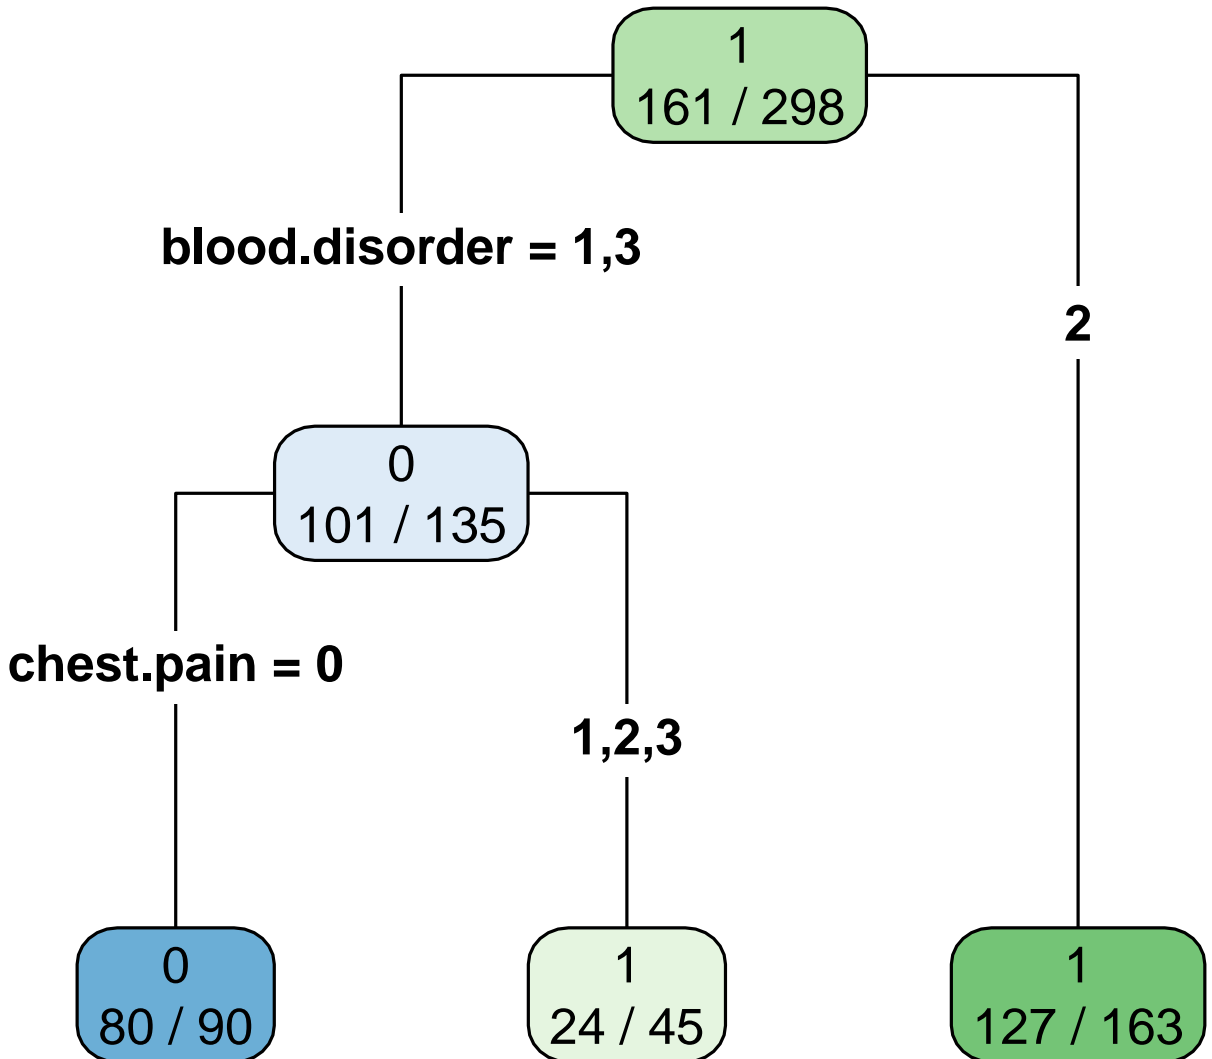 1
161 / 298
blood.disorder = 1,3
2
0
101 / 135
chest.pain = 0
1,2,3
0
80 / 90
1
24 / 45
1
127 / 163